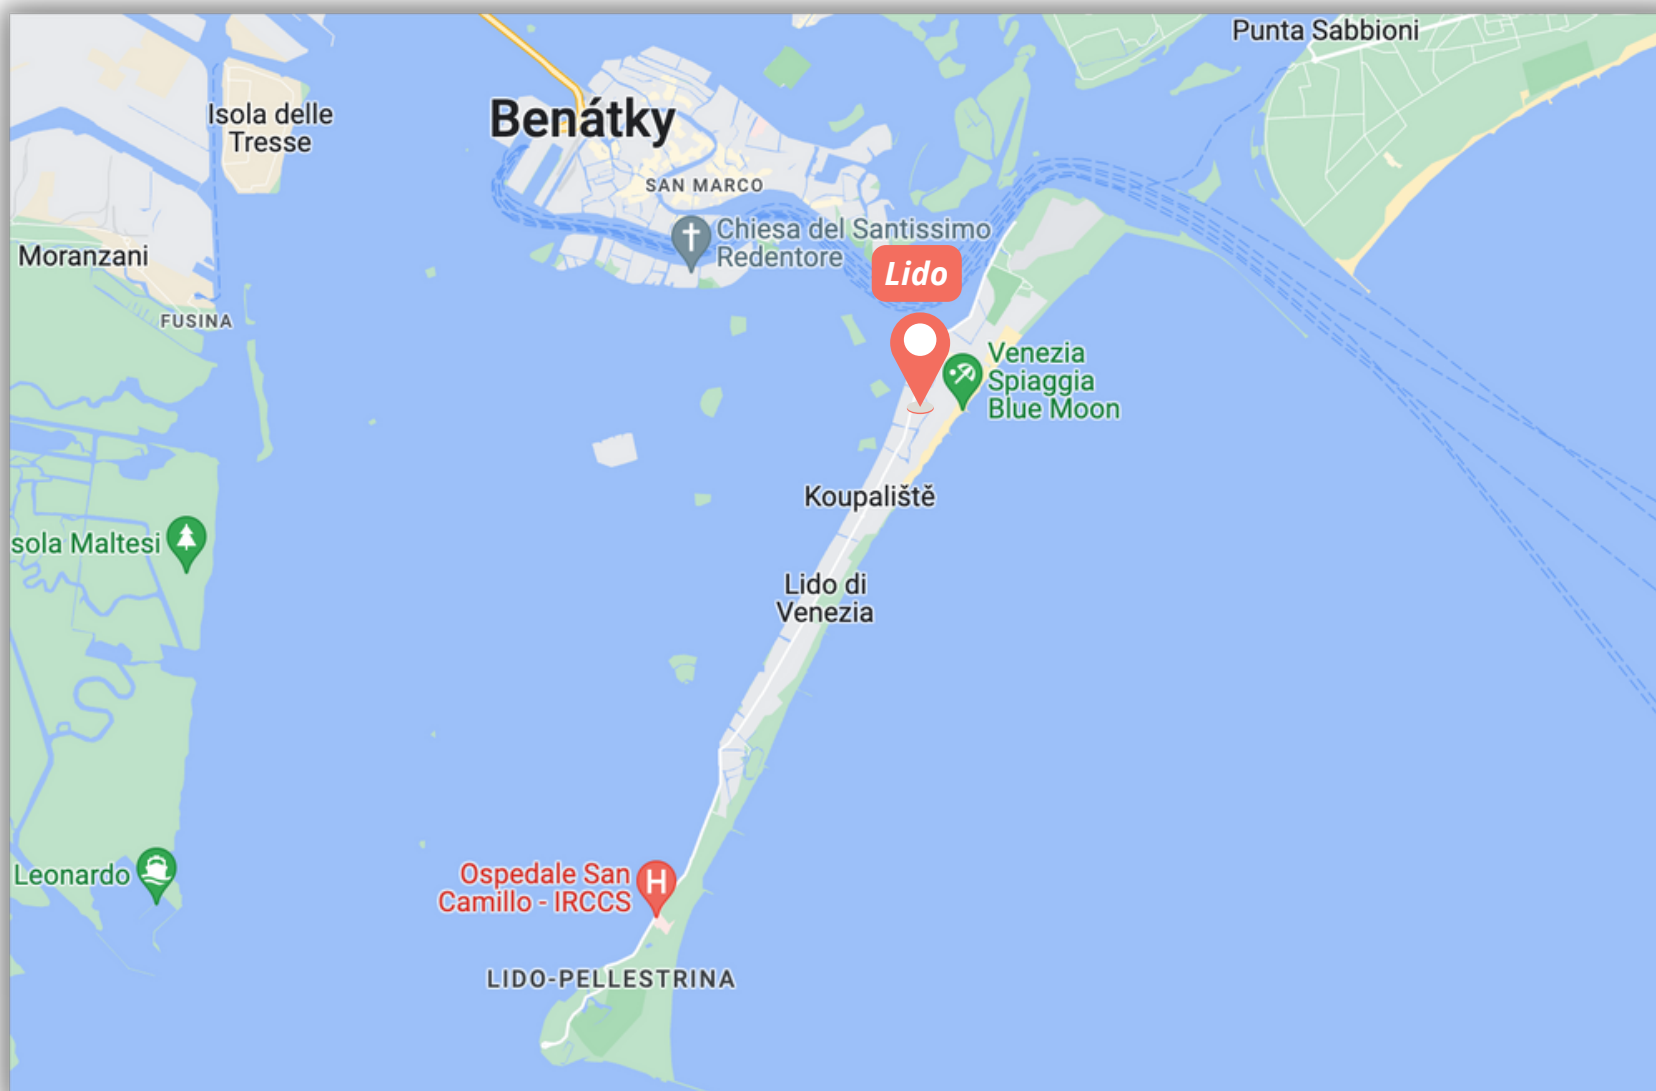 Punta Sabbioni
Isola delle
Tresse
Benátky
SAN MARCO
Chiesa del Santissimo
Redentore
Moranzani
Lido
FUSINA
Venezia
Spiaggia
Blue Moon
Koupaliště
sola Maltesi
Lido di
Venezia
Leonardo
Ospedale San
Camillo - IRCCS
H
LIDO-PELLESTRINA